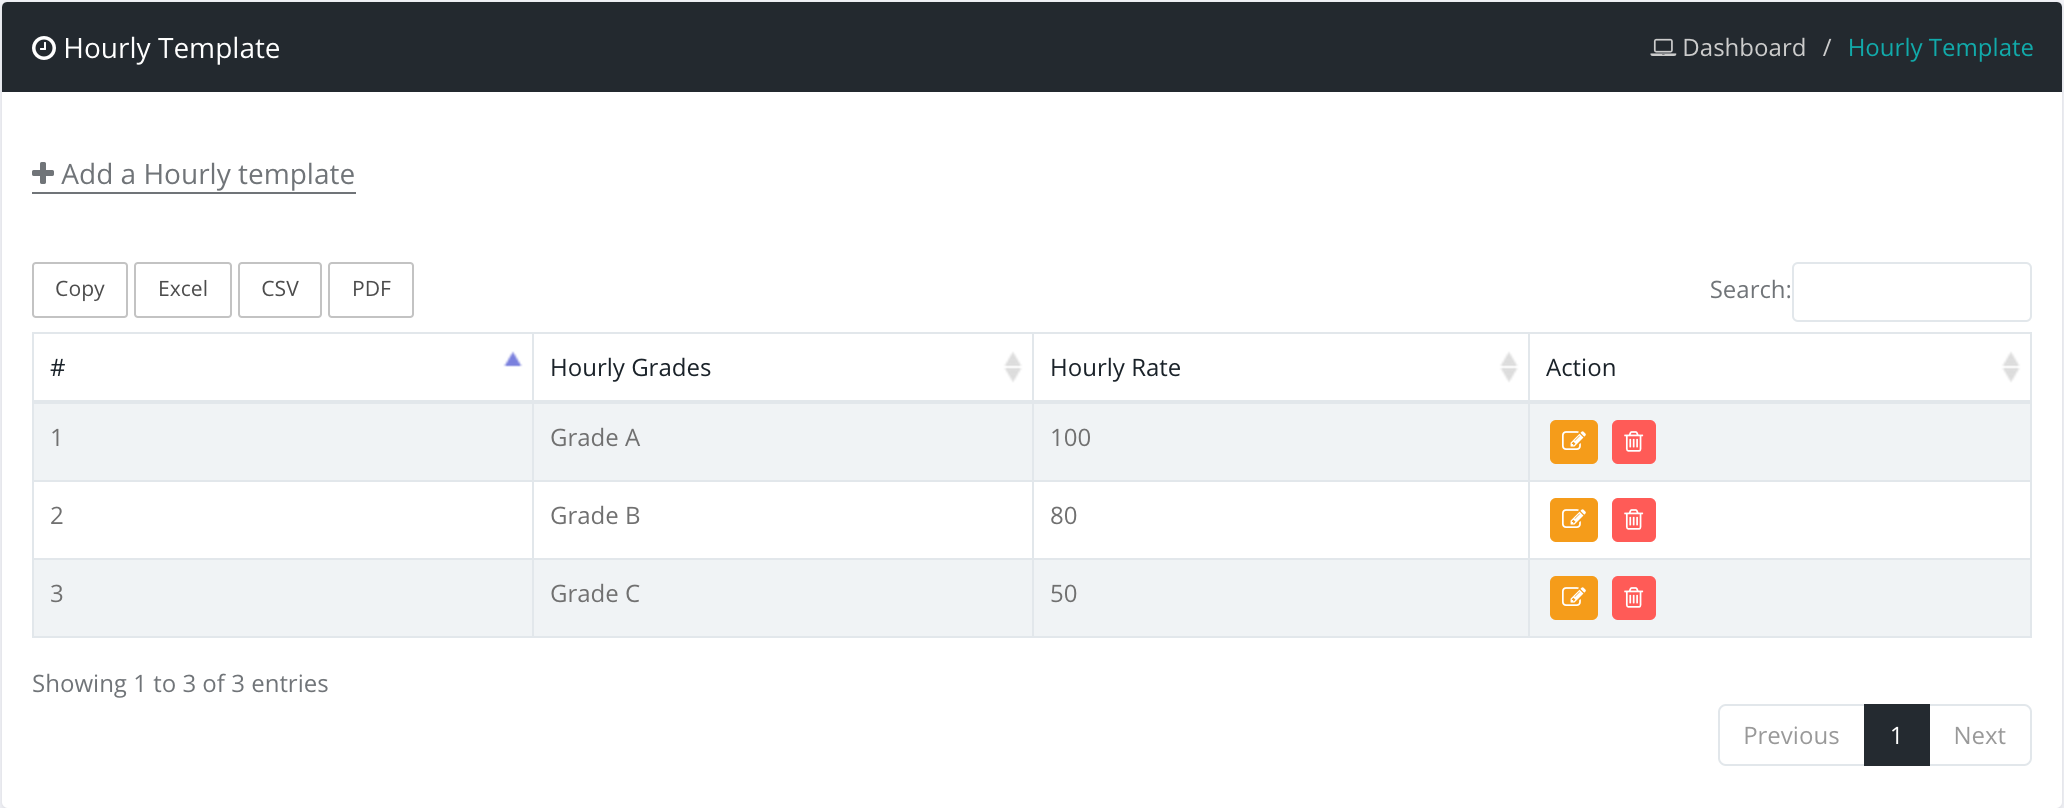 Hourly Template
Dashboard / Hourly Template
Add a Hourly template
Copy Excel CSV PDF Search:
# Hourly Grades Hourly Rate Action
1 Grade A 100
2 Grade B 80
3 Grade C 50
Showing 1 to 3 of 3 entries
Previous 1 Next